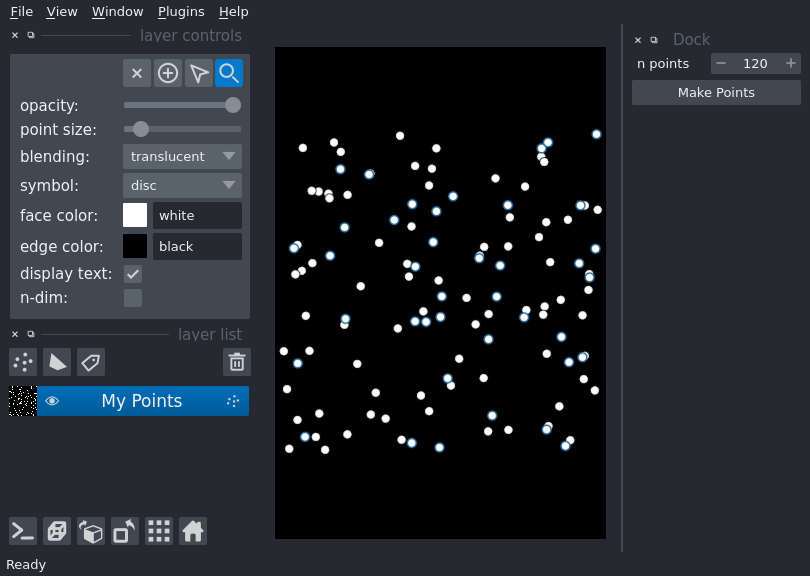 File View Window Plugins Help
layer controls
opacity:
point size:
blending: translucent
symbol: disc
face color: white
edge color: black
display text:
n-dim:
layer list
My Points
Dock
n points 120
Make Points
Ready